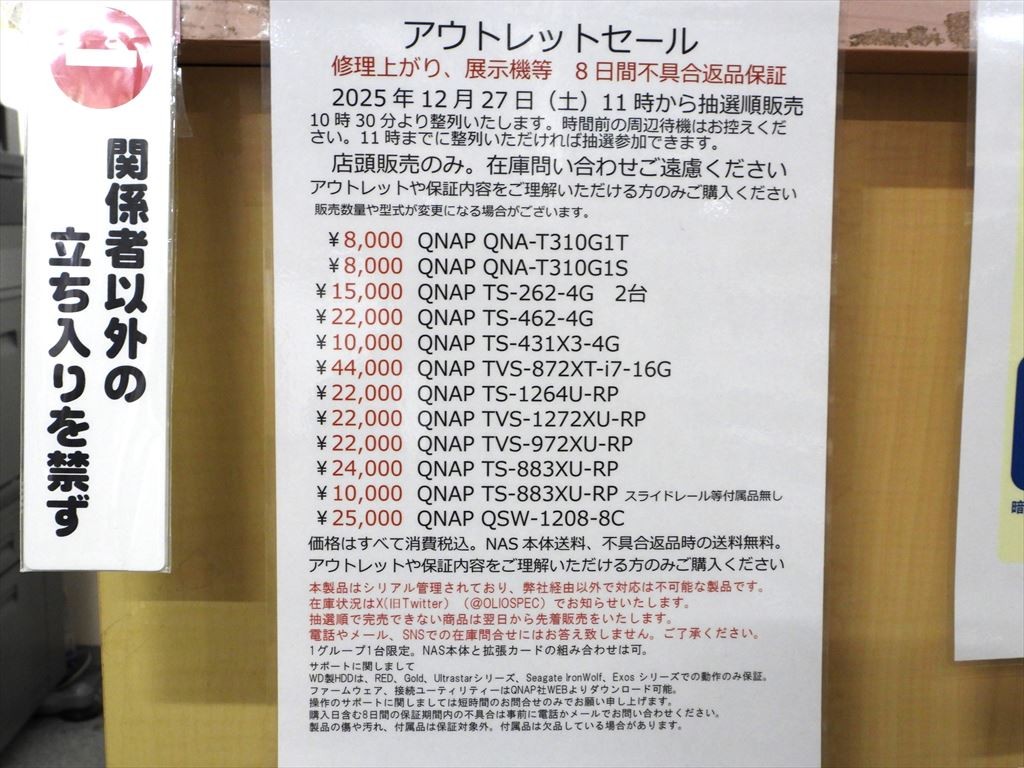 関係者以外の
立ち入りを禁ず
アウトレットセール
修理上がり、展示機等　８日間不具合返品保証
2025 年 12 月 27 日（土）11 時から抽選順販売
10 時 30 分より整列いたします。時間前の周辺待機はお控えくだ
さい。11 時までに整列いただければ抽選参加できます。
店頭販売のみ。在庫問い合わせご遠慮ください
アウトレットや保証内容をご理解いただける方のみご購入ください
販売数量や型式が変更になる場合がございます。
¥8,000 QNAP QNA-T310G1T
¥8,000 QNAP QNA-T310G1S
¥15,000 QNAP TS-262-4G　2台
¥22,000 QNAP TS-462-4G
¥10,000 QNAP TS-431X3-4G
¥44,000 QNAP TVS-872XT-i7-16G
¥22,000 QNAP TS-1264U-RP
¥22,000 QNAP TVS-1272XU-RP
¥22,000 QNAP TVS-972XU-RP
¥24,000 QNAP TS-883XU-RP
¥10,000 QNAP TS-883XU-RP スライドレール等付属品無し
¥25,000 QNAP QSW-1208-8C
価格はすべて消費税込。NAS 本体送料、不具合返品時の送料無料。
アウトレットや保証内容をご理解いただける方のみご購入ください
本製品はシリアル管理されており、弊社経由以外で対応は不可能な製品です。
在庫状況はX(旧Twitter）（@OLIOSPEC）でお知らせいたします。
抽選順で完売できない商品は翌日から先着販売をいたします。
電話やメール、SNSでの在庫問合せにはお答え致しません。ご了承ください。
1グループ1台限定。NAS本体と拡張カードの組み合わせは可。
サポートに関しまして
WD製HDDは、RED、Gold、Ultrastarシリーズ、Seagate IronWolf、Exos シリーズでの動作のみ保証。
ファームウェア、接続ユーティリティーはQNAP社WEBよりダウンロード可能。
操作のサポートに関しましては短時間のお問合せのみでお願い申し上げます。
購入日含む8日間の保証期間内の不具合は事前に電話かメールでお問い合わせください。
製品の傷や汚れ、付属品は保証対象外。付属品は欠品している場合があります。
暗